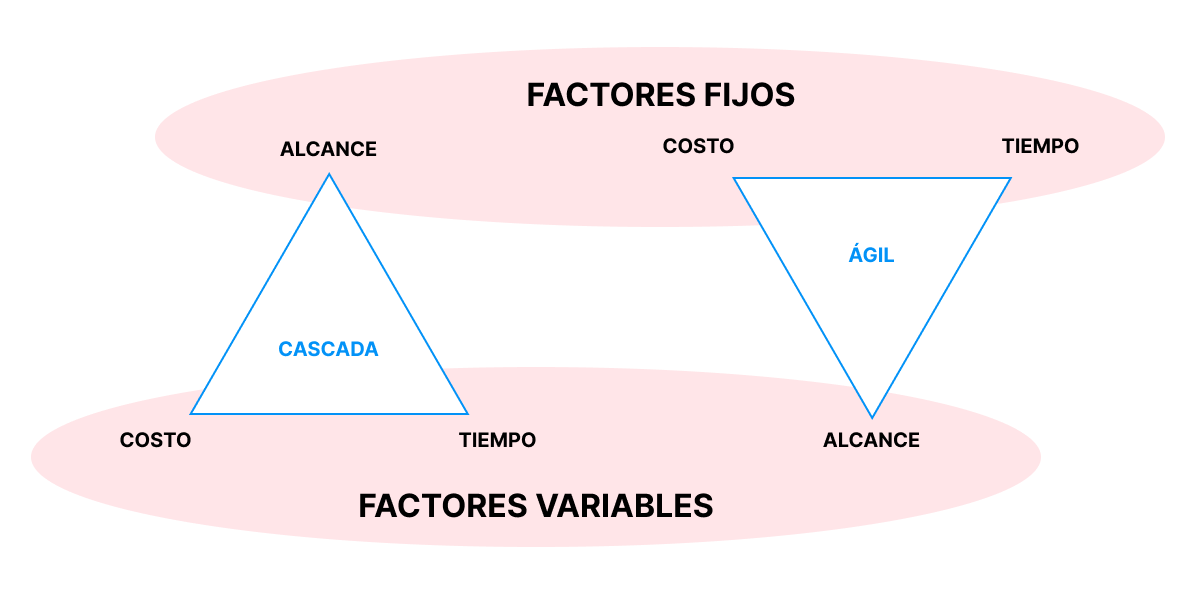 FACTORES FIJOS
ALCANCE
COSTO
TIEMPO
ÁGIL
CASCADA
COSTO
TIEMPO
ALCANCE
FACTORES VARIABLES